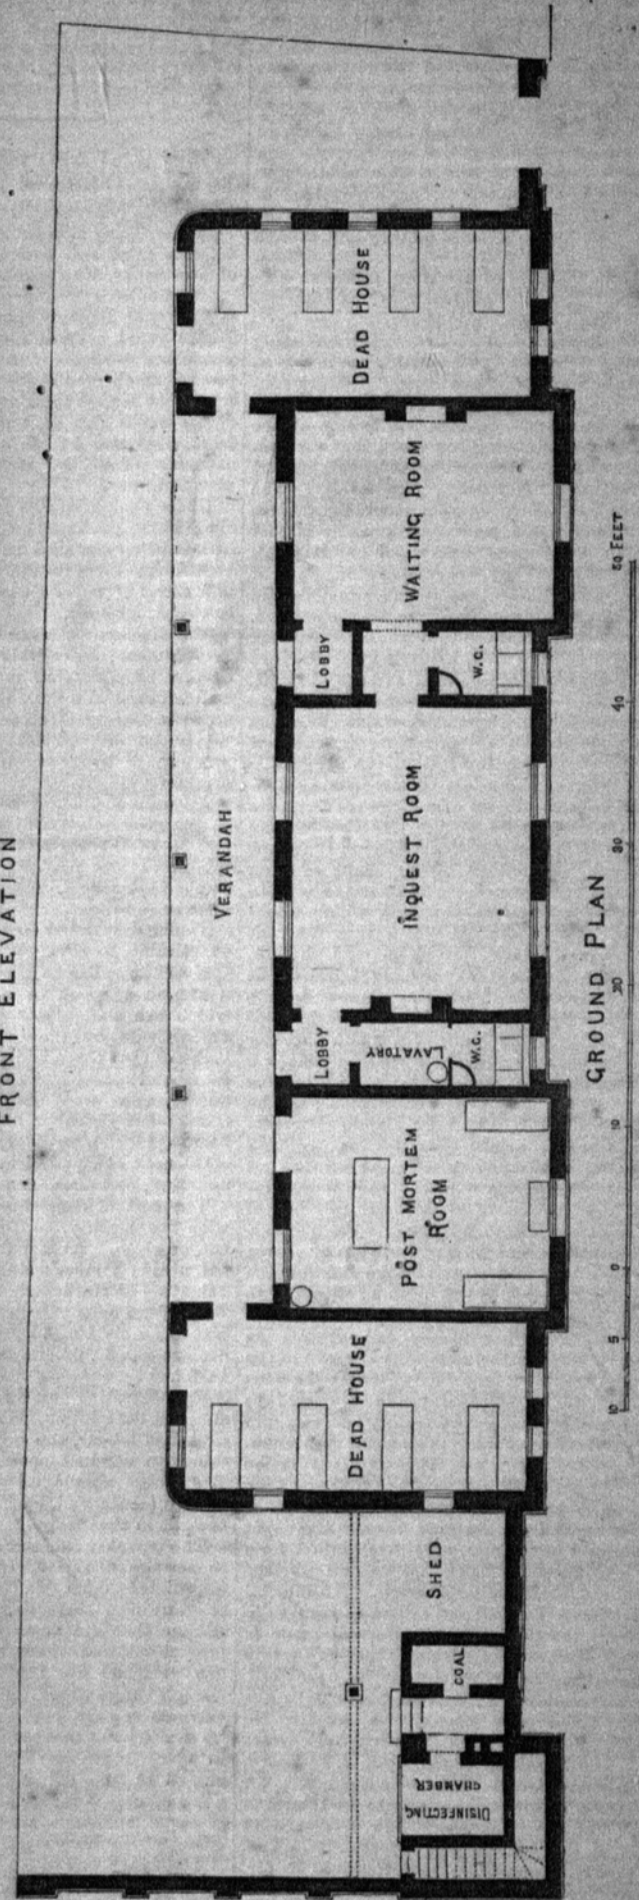 FRONT ELEVATION
DEAD HOUSE
WAITING ROOM
LOBBY
W.C.
INQUEST ROOM
VERANDAH
LOBBY
LAVATORY
W.C.
POST MORTEM
ROOM
DEAD HOUSE
SHED
COAL
DISINFECTING
CHAMBER
GROUND PLAN
10 5 0 10 20 30 40 50 FEET